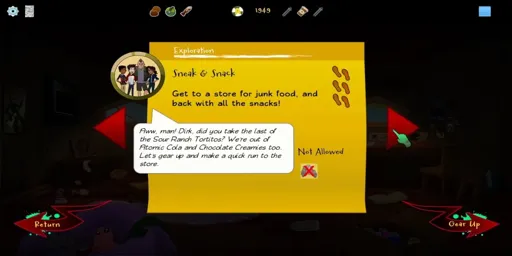 1949
Exploration
Sneak & Snack
Get to a store for junk food, and
back with all the snacks!
Aww, man! Dirk, did you take the last of
the Sour Ranch Tortitos? We're out of
Atomic Cola and Chocolate Creamies too.
Let's gear up and make a quick run to the
store.
Not Allowed
Return
Gear Up